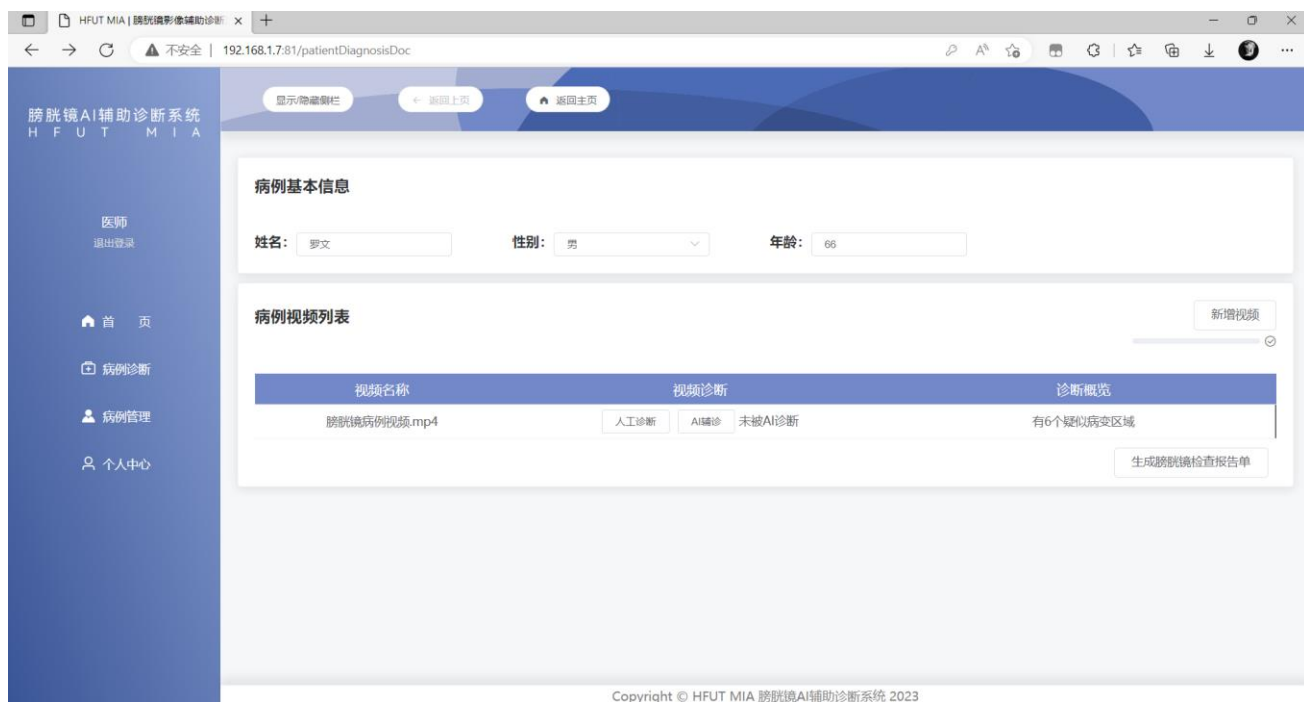 HFUT MIA | 膀胱镜影像辅助诊断
不安全 | 192.168.1.7:81/patientDiagnosisDoc
膀胱镜AI辅助诊断系统
HFUT MIA
显示/隐藏侧栏
← 返回上页
返回主页
医师
退出登录
首 页
病例诊断
病例管理
个人中心
病例基本信息
姓名: 罗文 性别: 男 年龄: 66
病例视频列表
新增视频
视频名称 视频诊断 诊断概览
膀胱镜病例视频.mp4 人工诊断 AI辅诊 未被AI诊断 有6个疑似病变区域
生成膀胱镜检查报告单
Copyright © HFUT MIA 膀胱镜AI辅助诊断系统 2023